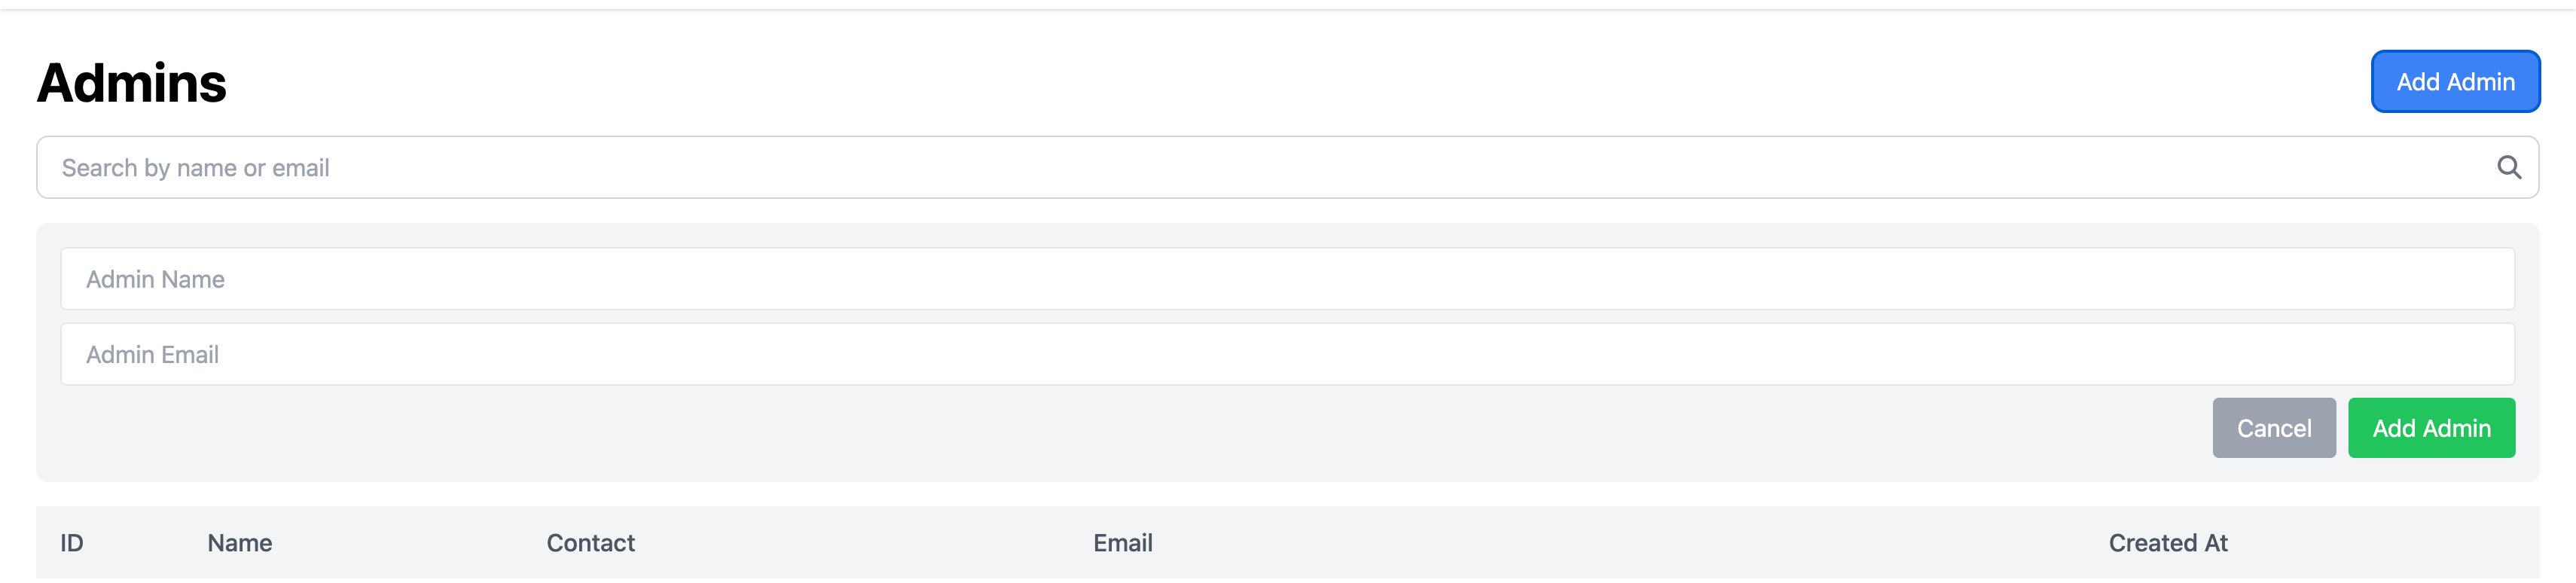 Admins
Add Admin
Search by name or email
Admin Name
Admin Email
Cancel Add Admin
ID Name Contact Email Created At